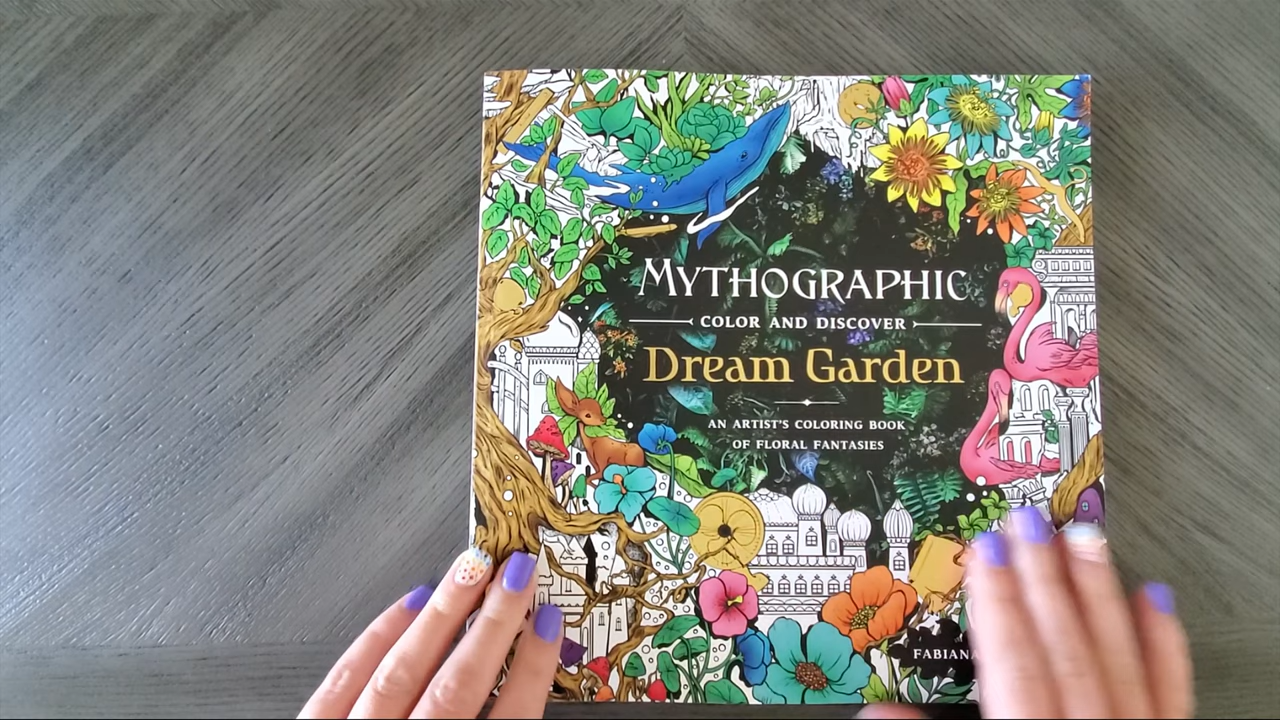 MYTHOGRAPHIC
COLOR AND DISCOVER
Dream Garden
AN ARTIST'S COLORING BOOK
OF FLORAL FANTASIES
FABIANA